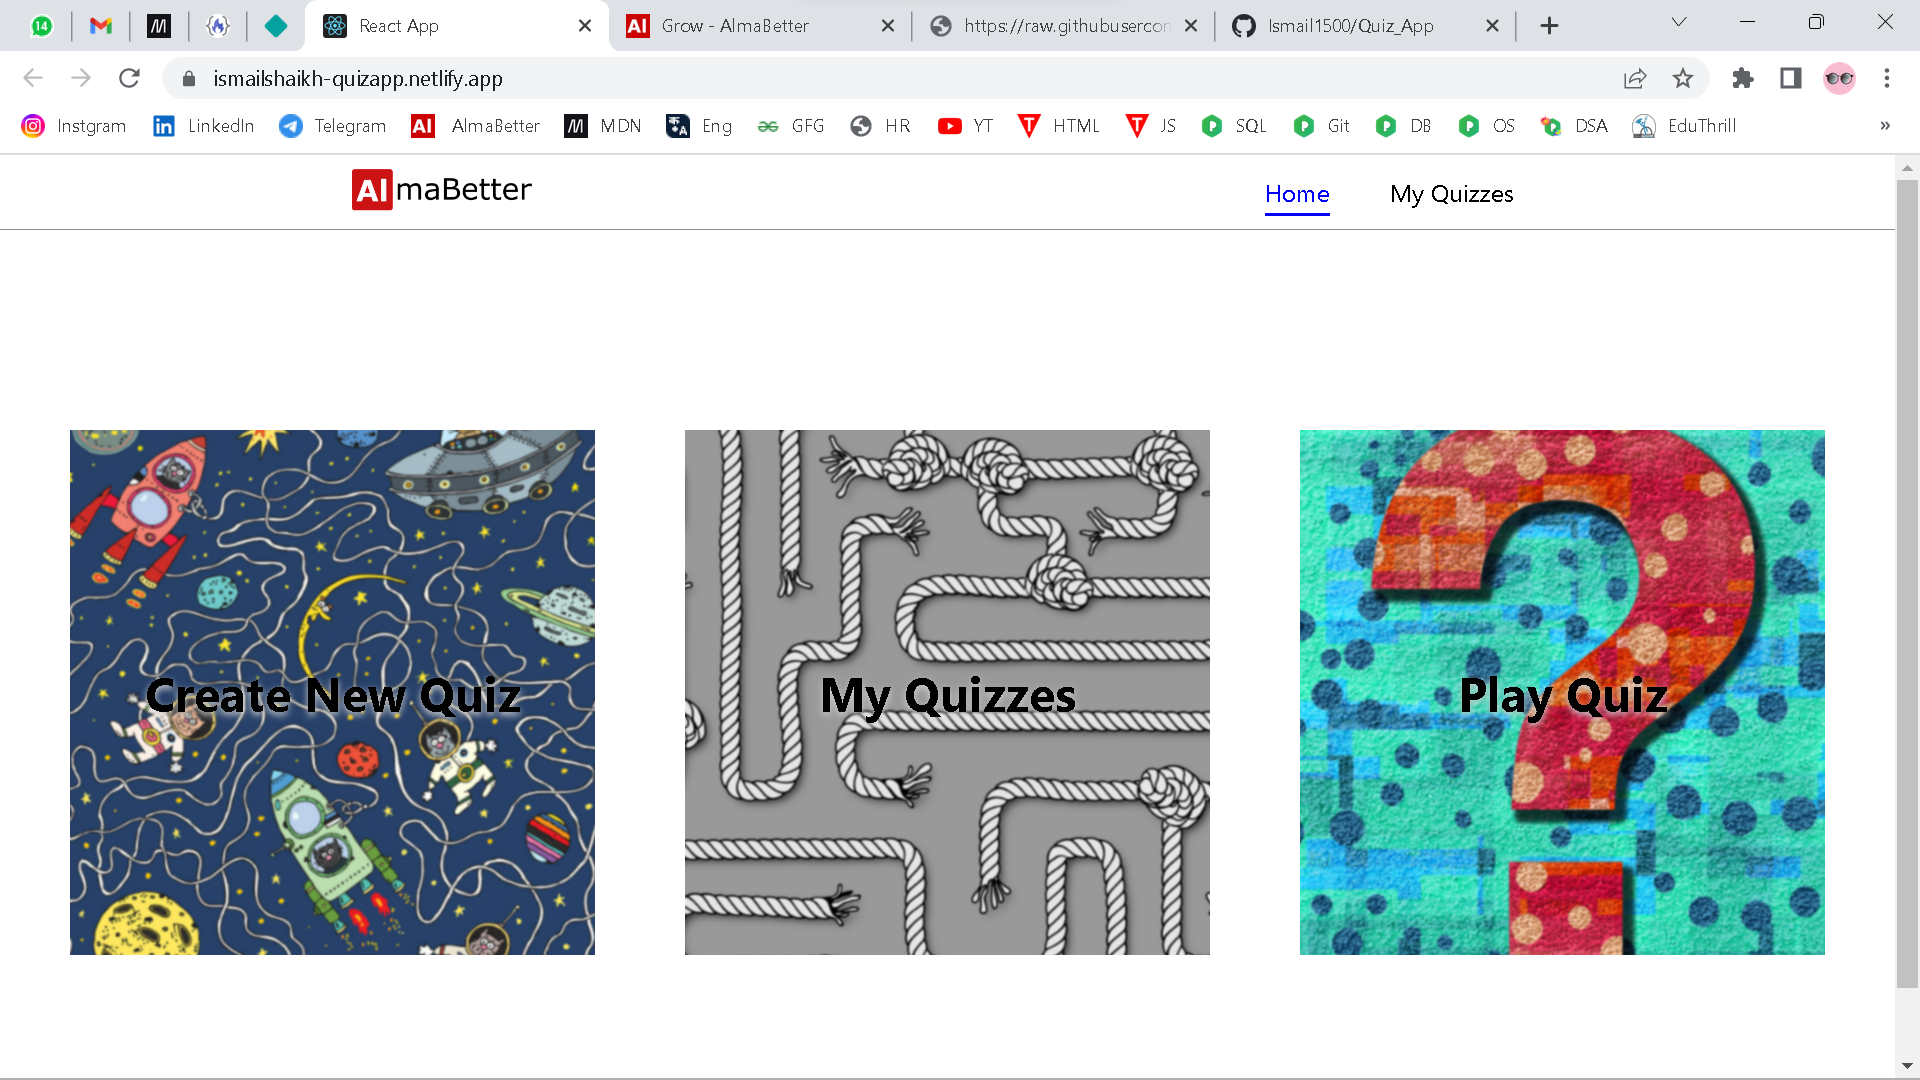 14
React App
AI Grow - AlmaBetter
https://raw.githubusercon
Ismail1500/Quiz_App
ismailshaikh-quizapp.netlify.app
Instgram
LinkedIn
Telegram
AI AlmaBetter
MDN
Eng
GFG
HR
YT
HTML
JS
SQL
Git
DB
OS
DSA
EduThrill
»
AlmaBetter
Home
My Quizzes
Create New Quiz
My Quizzes
Play Quiz